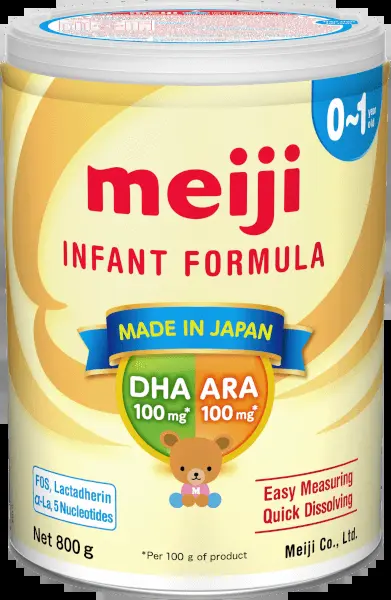 0~1 year old
meiji
INFANT FORMULA
MADE IN JAPAN
DHA ARA
100 mg* 100 mg*
M
FOS, Lactadherin
α-La, 5 Nucleotides
Easy Measuring
Quick Dissolving
Net 800 g
*Per 100 g of product
Meiji Co., Ltd.